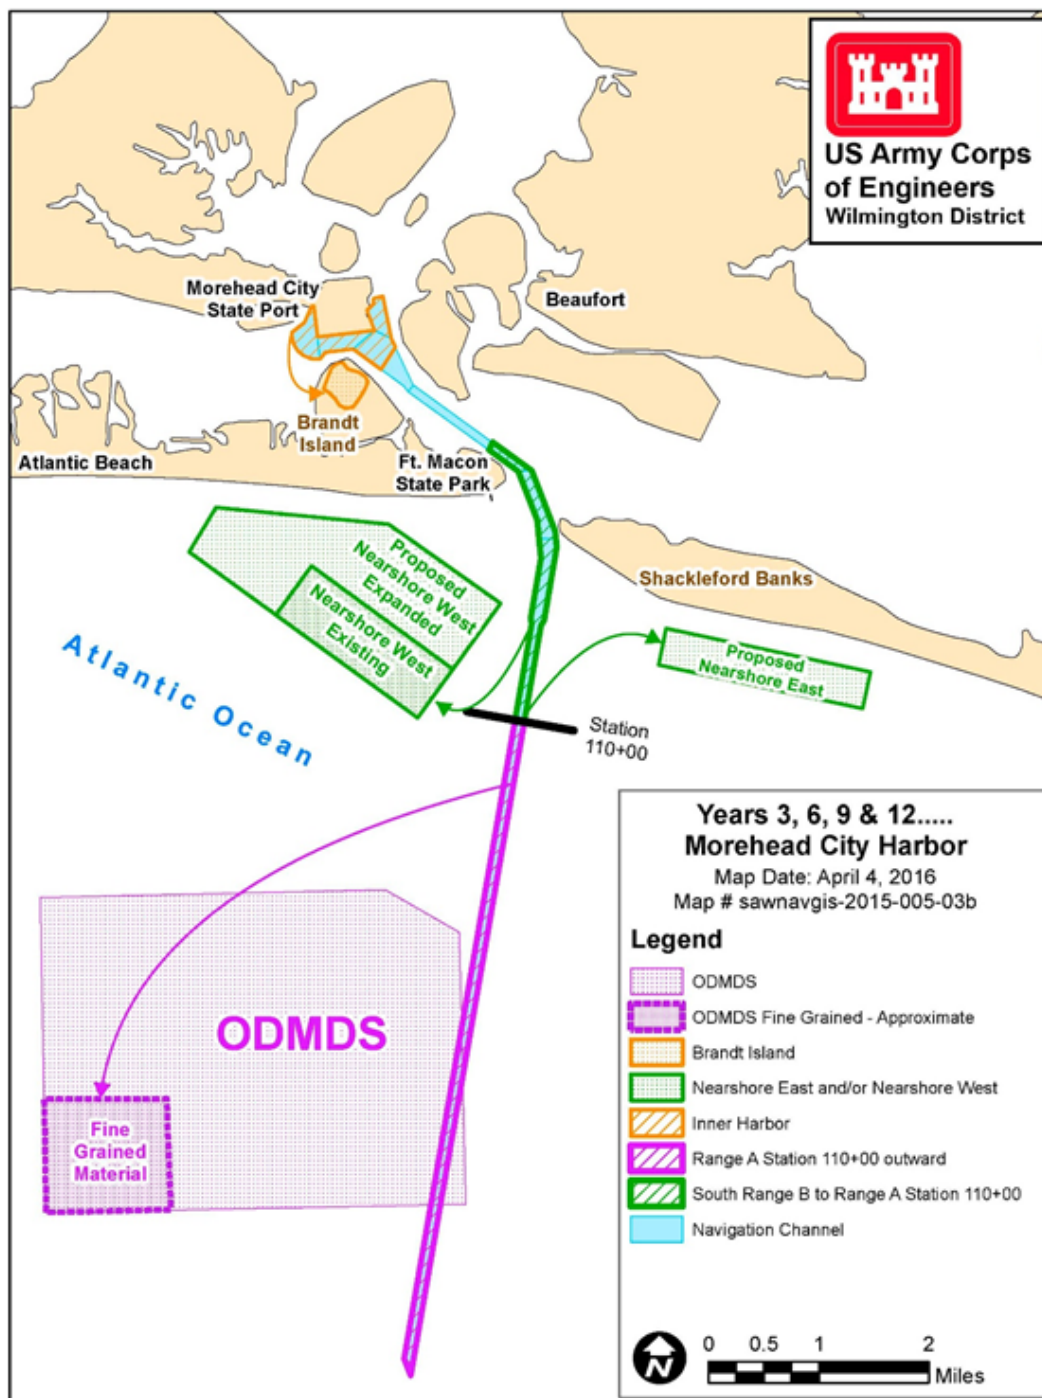 US Army Corps
of Engineers
Wilmington District
Morehead City
State Port
Beaufort
Brandt
Island
Atlantic Beach
Ft. Macon
State Park
Shackleford Banks
Proposed
Nearshore West
Expanded
Nearshore West
Existing
Proposed
Nearshore East
Atlantic Ocean
Station
110+00
ODMDS
Fine
Grained
Material
Years 3, 6, 9 & 12.....
Morehead City Harbor
Map Date: April 4, 2016
Map # sawnavgis-2015-005-03b
Legend
ODMDS
ODMDS Fine Grained - Approximate
Brandt Island
Nearshore East and/or Nearshore West
Inner Harbor
Range A Station 110+00 outward
South Range B to Range A Station 110+00
Navigation Channel
N
0 0.5 1 2
Miles